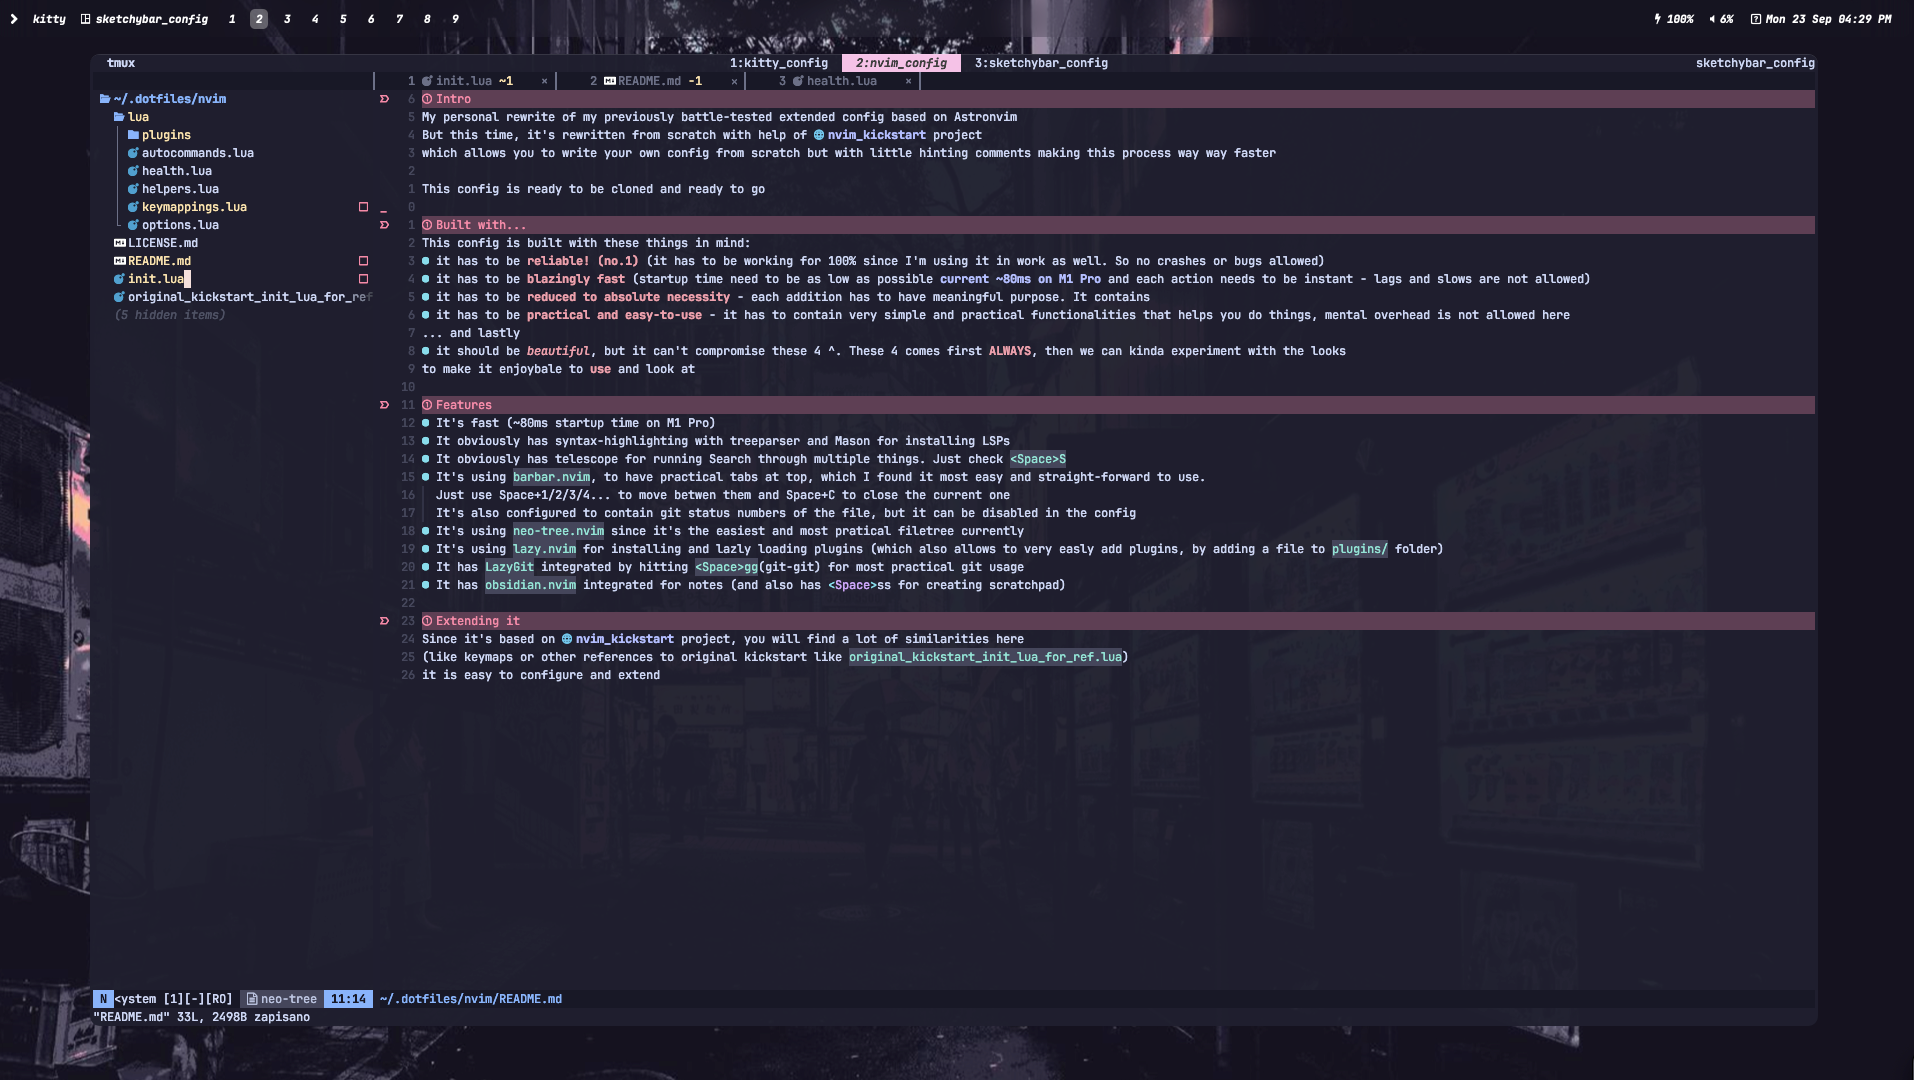 kitty sketchybar_config 1 2 3 4 5 6 7 8 9 100% 6% Mon 23 Sep 04:29 PM
tmux 1:kitty_config 2:nvim_config 3:sketchybar_config sketchybar_config
1 init.lua ~1 × 2 README.md -1 × 3 health.lua ×
~/.dotfiles/nvim
lua
plugins
autocommands.lua
health.lua
helpers.lua
keymappings.lua
options.lua
LICENSE.md
README.md
init.lua
original_kickstart_init_lua_for_ref
(5 hidden items)
6 Intro
5 My personal rewrite of my previously battle-tested extended config based on Astronvim
4 But this time, it's rewritten from scratch with help of nvim_kickstart project
3 which allows you to write your own config from scratch but with little hinting comments making this process way way faster
2
1 This config is ready to be cloned and ready to go
0
1 Built with...
2 This config is built with these things in mind:
3 ● it has to be reliable! (no.1) (it has to be working for 100% since I'm using it in work as well. So no crashes or bugs allowed)
4 ● it has to be blazingly fast (startup time need to be as low as possible current ~80ms on M1 Pro and each action needs to be instant - lags and slows are not allowed)
5 ● it has to be reduced to absolute necessity - each addition has to have meaningful purpose. It contains
6 ● it has to be practical and easy-to-use - it has to contain very simple and practical functionalities that helps you do things, mental overhead is not allowed here
7 ... and lastly
8 ● it should be beautiful, but it can't compromise these 4 ^. These 4 comes first ALWAYS, then we can kinda experiment with the looks
9 to make it enjoybale to use and look at
10
11 Features
12 ● It's fast (~80ms startup time on M1 Pro)
13 ● It obviously has syntax-highlighting with treeparser and Mason for installing LSPs
14 ● It obviously has telescope for running Search through multiple things. Just check <Space>S
15 ● It's using barbar.nvim, to have practical tabs at top, which I found it most easy and straight-forward to use.
16 Just use Space+1/2/3/4... to move betwen them and Space+C to close the current one
17 It's also configured to contain git status numbers of the file, but it can be disabled in the config
18 ● It's using neo-tree.nvim since it's the easiest and most pratical filetree currently
19 ● It's using lazy.nvim for installing and lazly loading plugins (which also allows to very easly add plugins, by adding a file to plugins/ folder)
20 ● It has LazyGit integrated by hitting <Space>gg(git-git) for most practical git usage
21 ● It has obsidian.nvim integrated for notes (and also has <Space>ss for creating scratchpad)
22
23 Extending it
24 Since it's based on nvim_kickstart project, you will find a lot of similarities here
25 (like keymaps or other references to original kickstart like original_kickstart_init_lua_for_ref.lua)
26 it is easy to configure and extend
N <ystem [1][-][RO] neo-tree 11:14 ~/.dotfiles/nvim/README.md
"README.md" 33L, 2498B zapisano